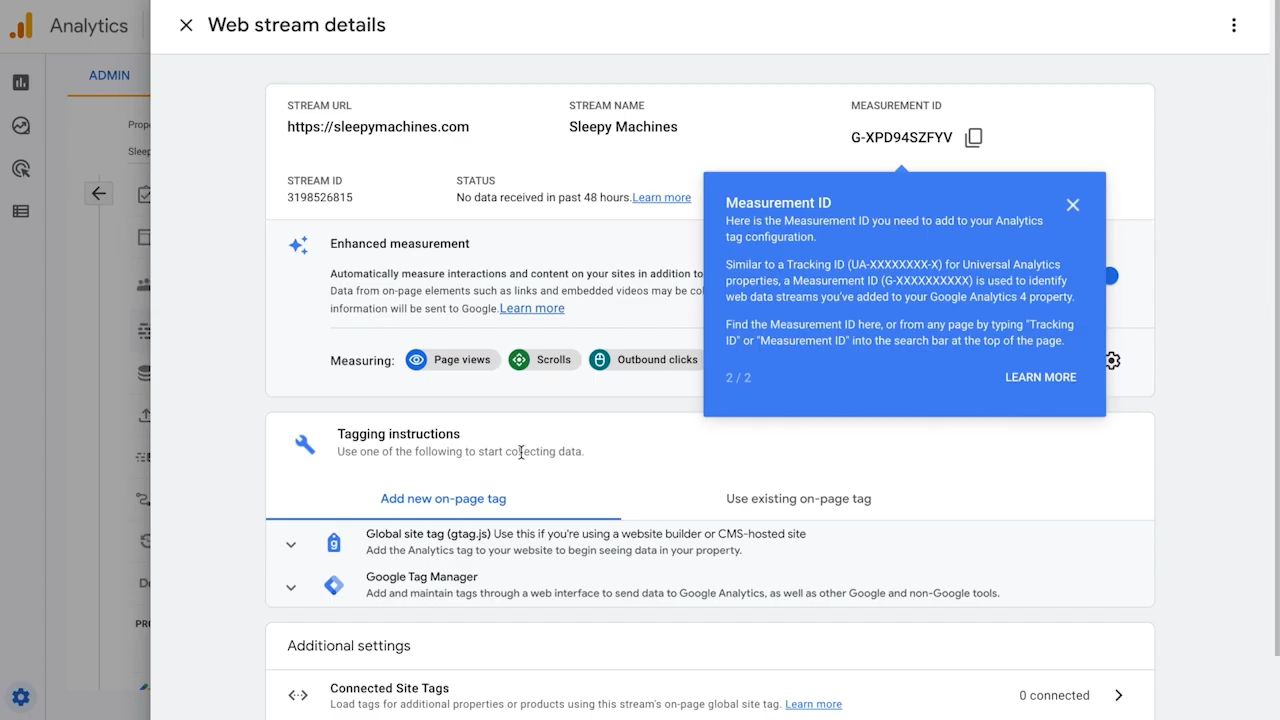 Analytics
Web stream details
ADMIN
STREAM URL
https://sleepymachines.com
STREAM NAME
Sleepy Machines
MEASUREMENT ID
G-XPD94SZFYV
STREAM ID
3198526815
STATUS
No data received in past 48 hours. Learn more
Measurement ID
Here is the Measurement ID you need to add to your Analytics
tag configuration.
Similar to a Tracking ID (UA-XXXXXXXX-X) for Universal Analytics
properties, a Measurement ID (G-XXXXXXXXXX) is used to identify
web data streams you've added to your Google Analytics 4 property.
Find the Measurement ID here, or from any page by typing "Tracking
ID" or "Measurement ID" into the search bar at the top of the page.
2 / 2
LEARN MORE
Enhanced measurement
Automatically measure interactions and content on your sites in addition to
Data from on-page elements such as links and embedded videos may be col
information will be sent to Google. Learn more
Measuring:
Page views
Scrolls
Outbound clicks
Tagging instructions
Use one of the following to start collecting data.
Add new on-page tag
Use existing on-page tag
Global site tag (gtag.js) Use this if you're using a website builder or CMS-hosted site
Add the Analytics tag to your website to begin seeing data in your property.
Google Tag Manager
Add and maintain tags through a web interface to send data to Google Analytics, as well as other Google and non-Google tools.
Additional settings
Connected Site Tags
Load tags for additional properties or products using this stream's on-page global site tag. Learn more
0 connected
Prope
Sleep
De
PR